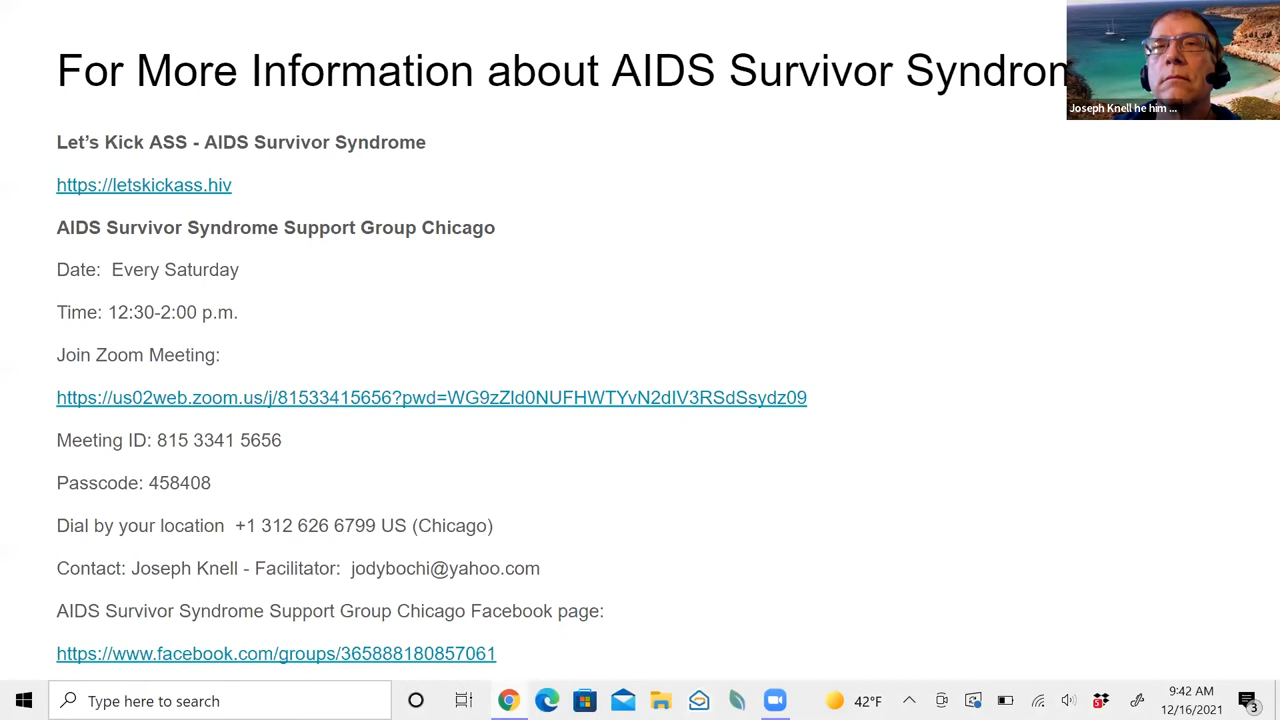 For More Information about AIDS Survivor Syndrom
Joseph Knell he him ...
Let's Kick ASS - AIDS Survivor Syndrome
https://letskickass.hiv
AIDS Survivor Syndrome Support Group Chicago
Date:  Every Saturday
Time: 12:30-2:00 p.m.
Join Zoom Meeting:
https://us02web.zoom.us/j/81533415656?pwd=WG9zZld0NUFHWTYvN2dIV3RSdSsydz09
Meeting ID: 815 3341 5656
Passcode: 458408
Dial by your location  +1 312 626 6799 US (Chicago)
Contact: Joseph Knell - Facilitator:  jodybochi@yahoo.com
AIDS Survivor Syndrome Support Group Chicago Facebook page:
https://www.facebook.com/groups/365888180857061
Type here to search
42°F
9:42 AM
12/16/2021
3